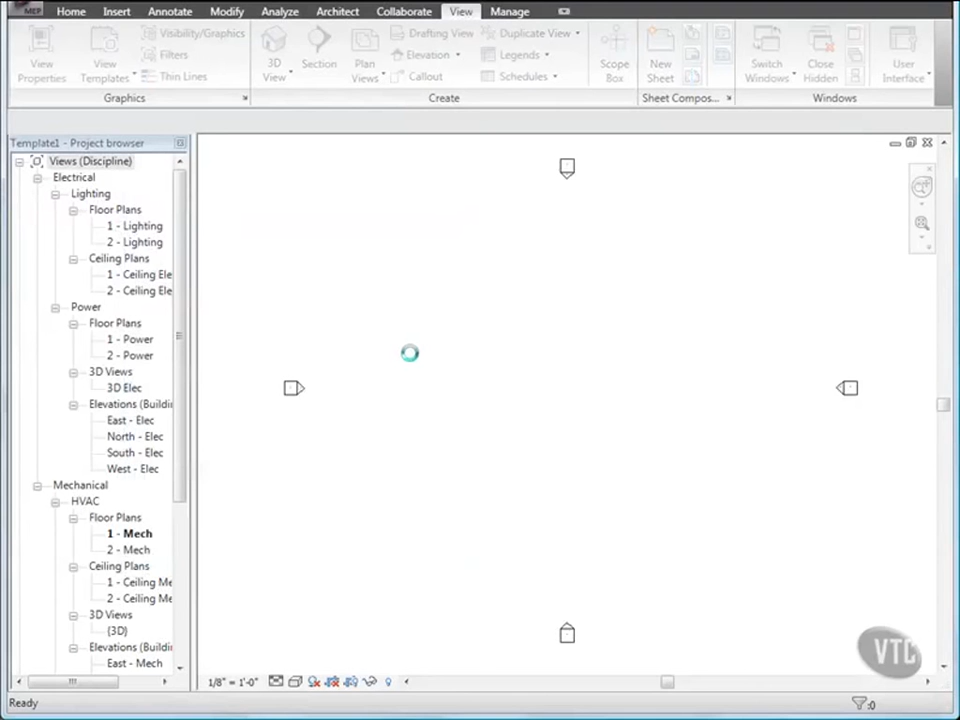 MEP Home Insert Annotate Modify Analyze Architect Collaborate View Manage
View Properties
View Templates
Visibility/Graphics
Filters
Thin Lines
Graphics
3D View
Section
Plan Views
Drafting View
Elevation
Callout
Duplicate View
Legends
Schedules
Scope Box
Create
New Sheet
Sheet Compos...
Switch Windows
Close Hidden
Windows
User Interface
Template1 - Project browser
Views (Discipline)
Electrical
Lighting
Floor Plans
1 - Lighting
2 - Lighting
Ceiling Plans
1 - Ceiling Ele
2 - Ceiling Ele
Power
Floor Plans
1 - Power
2 - Power
3D Views
3D Elec
Elevations (Buildi
East - Elec
North - Elec
South - Elec
West - Elec
Mechanical
HVAC
Floor Plans
1 - Mech
2 - Mech
Ceiling Plans
1 - Ceiling Me
2 - Ceiling Me
3D Views
{3D}
Elevations (Buildi
East - Mech
1/8" = 1'-0"
VTC
Ready
:0